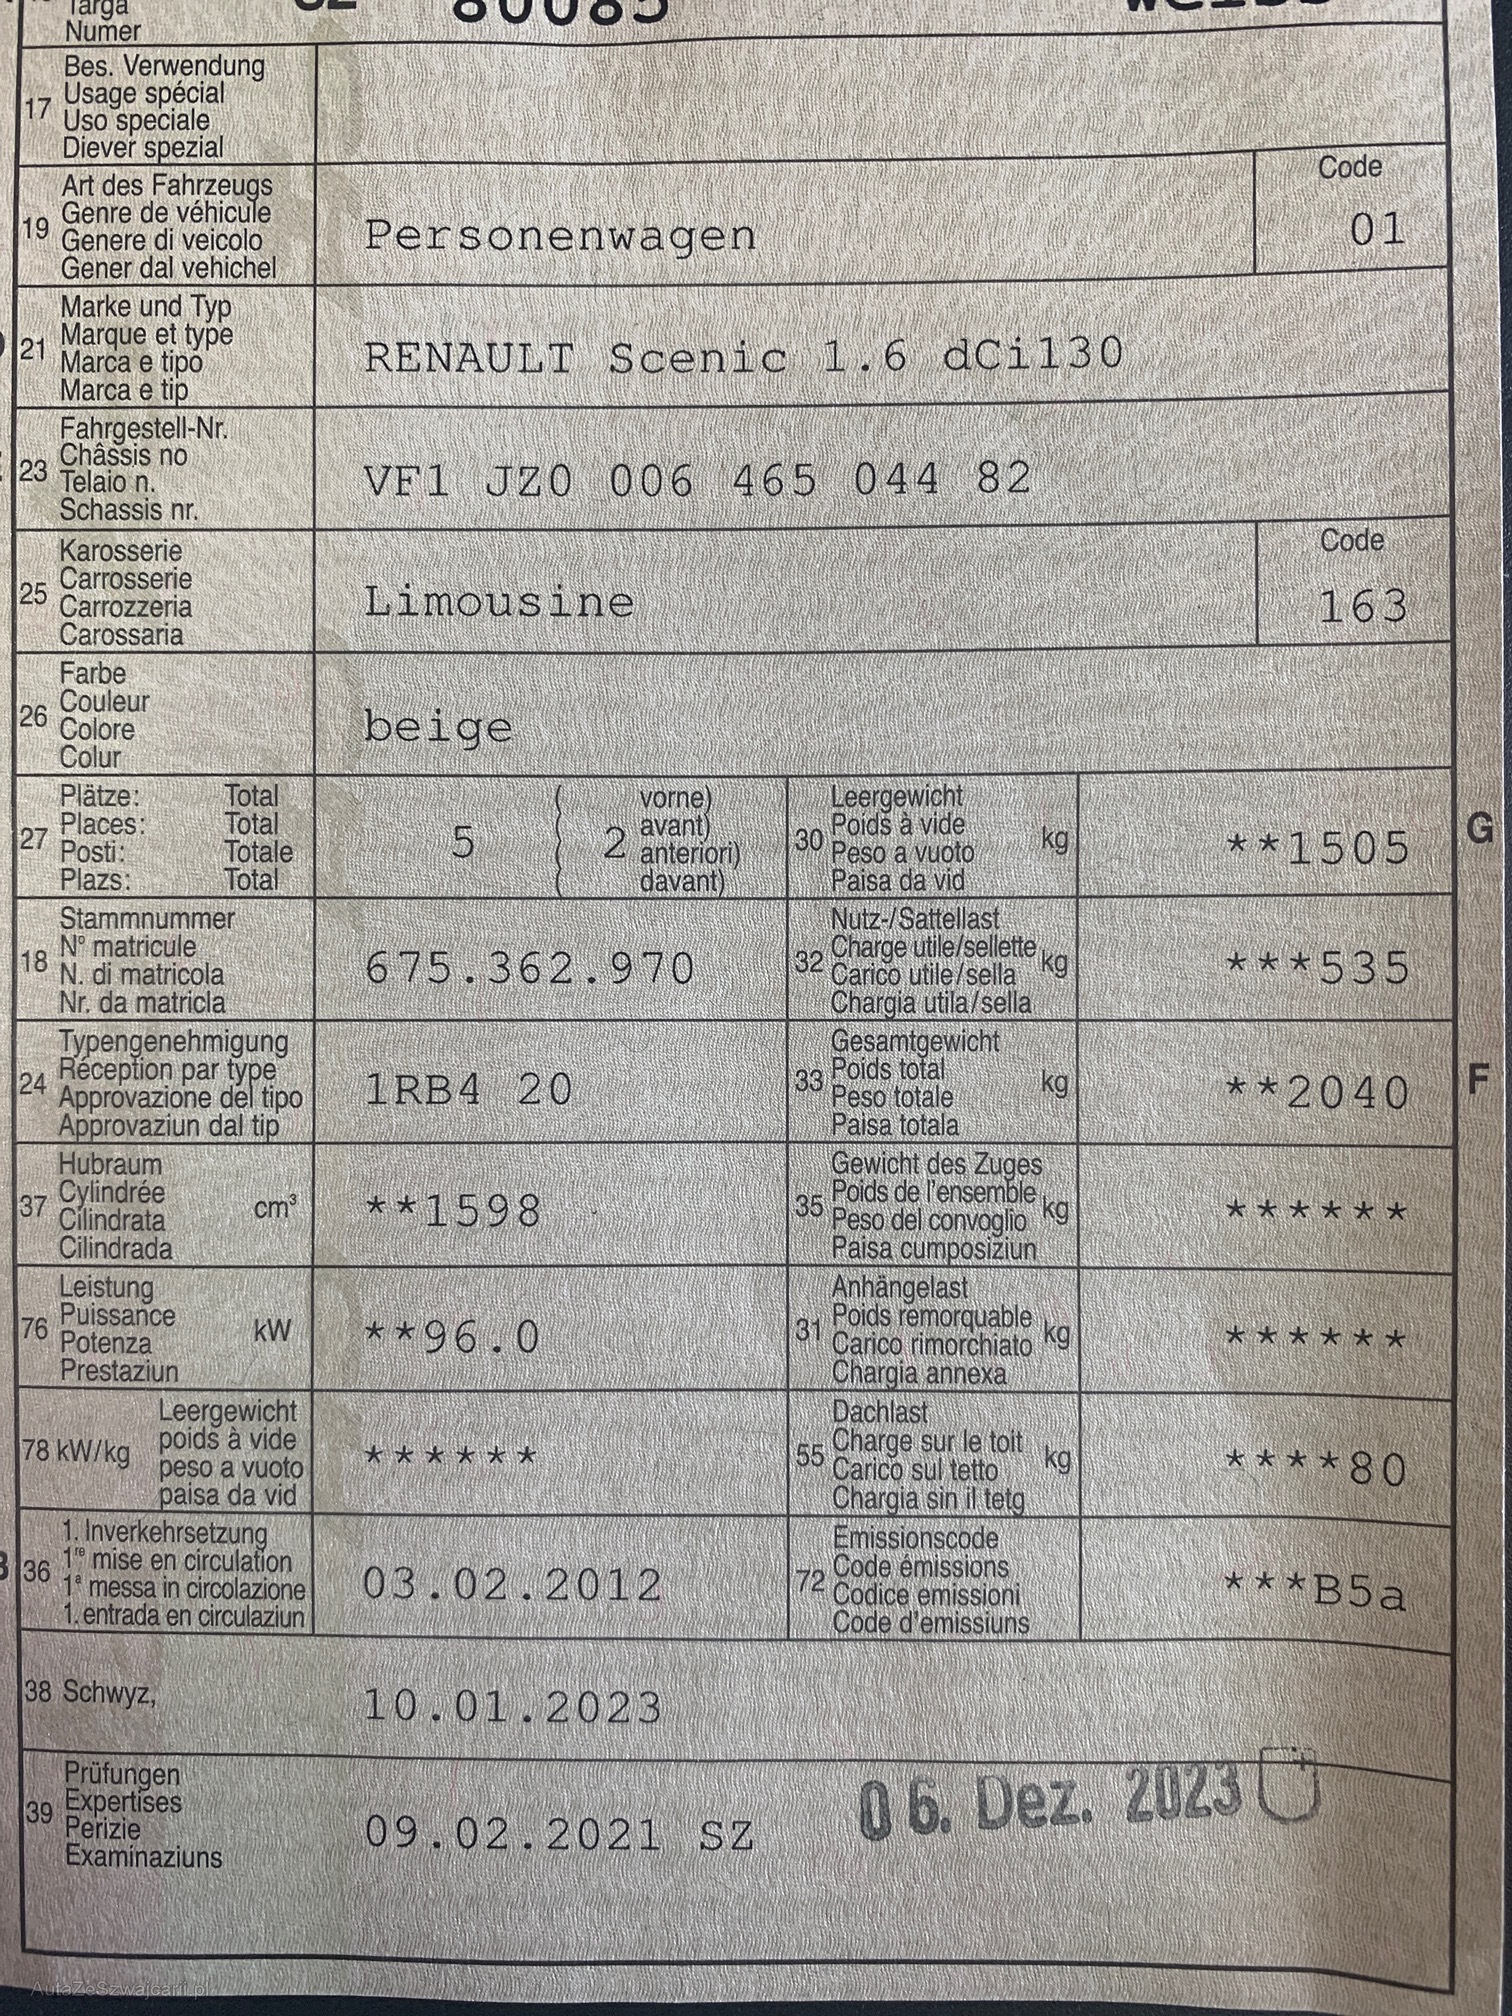 Targa
Numer
SZ 80085 weiss
17 Bes. Verwendung
Usage spécial
Uso speciale
Diever spezial
19 Art des Fahrzeugs
Genre de véhicule
Genere di veicolo
Gener dal vehichel
Personenwagen
Code
01
21 Marke und Typ
Marque et type
Marca e tipo
Marca e tip
RENAULT Scenic 1.6 dCi130
23 Fahrgestell-Nr.
Châssis no
Telaio n.
Schassis nr.
VF1 JZ0 006 465 044 82
25 Karosserie
Carrosserie
Carrozzeria
Carossaria
Limousine
Code
163
26 Farbe
Couleur
Colore
Colur
beige
27 Plätze: Total
Places: Total
Posti: Totale
Plazs: Total
5 ( 2 vorne)
( avant)
( anteriori)
( davant)
30 Leergewicht
Poids à vide
Peso a vuoto
Paisa da vid
kg
**1505
G
18 Stammnummer
N° matricule
N. di matricola
Nr. da matricla
675.362.970
32 Nutz-/Sattellast
Charge utile/sellette
Carico utile/sella
Chargia utila/sella
kg
***535
24 Typengenehmigung
Réception par type
Approvazione del tipo
Approvaziun dal tip
1RB4 20
33 Gesamtgewicht
Poids total
Peso totale
Paisa totala
kg
**2040
F
37 Hubraum
Cylindrée
Cilindrata
Cilindrada
cm³
**1598
35 Gewicht des Zuges
Poids de l'ensemble
Peso del convoglio
Paisa cumposiziun
kg
******
76 Leistung
Puissance
Potenza
Prestaziun
kW
**96.0
31 Anhängelast
Poids remorquable
Carico rimorchiato
Chargia annexa
kg
******
78 kW/kg
Leergewicht
poids à vide
peso a vuoto
paisa da vid
******
55 Dachlast
Charge sur le toit
Carico sul tetto
Chargia sin il tetg
kg
****80
36 1. Inverkehrsetzung
1re mise en circulation
1a messa in circolazione
1. entrada en circulaziun
03.02.2012
72 Emissionscode
Code émissions
Codice emissioni
Code d'emissiuns
***B5a
38 Schwyz,
10.01.2023
39 Prüfungen
Expertises
Perizie
Examinaziuns
09.02.2021 SZ
06. Dez. 2023
AutaZeSzwajcarii.pl